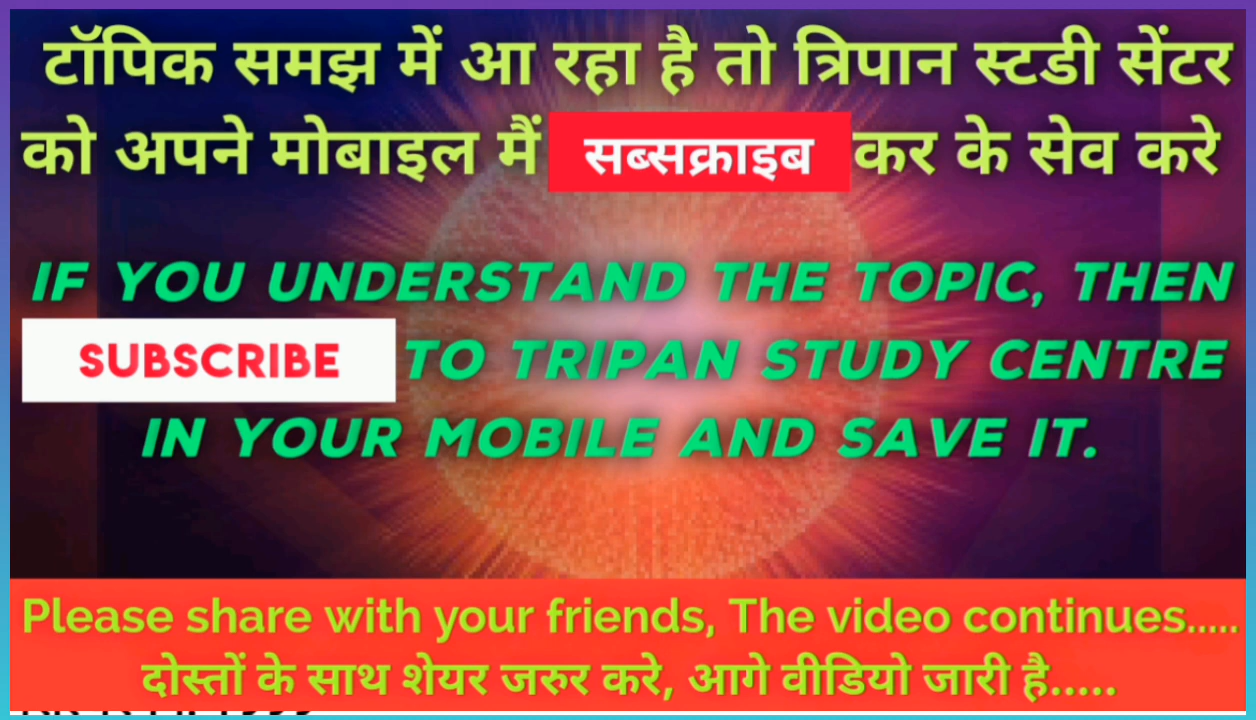 टॉपिक समझ में आ रहा है तो त्रिपान स्टडी सेंटर
को अपने मोबाइल मैं सब्सक्राइब कर के सेव करे
IF YOU UNDERSTAND THE TOPIC, THEN
SUBSCRIBE TO TRIPAN STUDY CENTRE
IN YOUR MOBILE AND SAVE IT.
Please share with your friends, The video continues.....
दोस्तों के साथ शेयर जरुर करे, आगे वीडियो जारी है.....